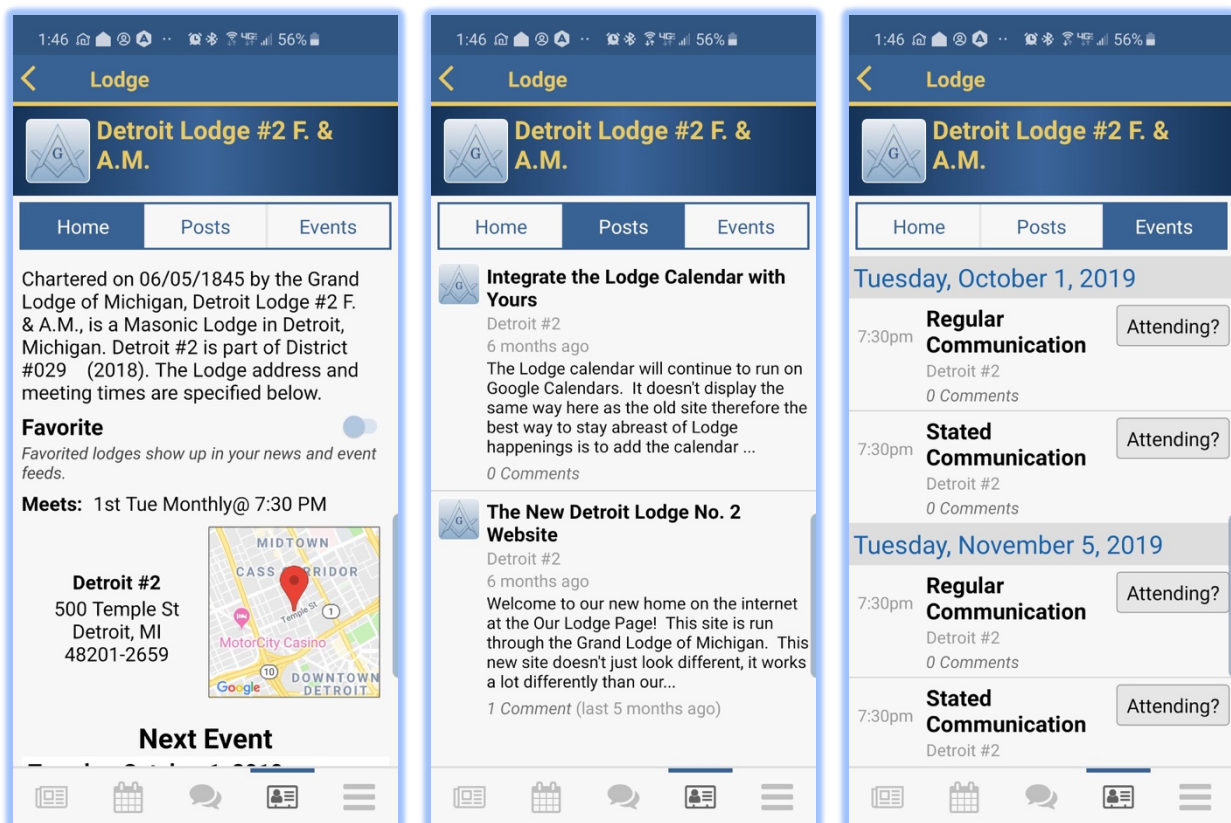 1:46 56%
Lodge
Detroit Lodge #2 F. &
A.M.
G
Home Posts Events
Chartered on 06/05/1845 by the Grand
Lodge of Michigan, Detroit Lodge #2 F.
& A.M., is a Masonic Lodge in Detroit,
Michigan. Detroit #2 is part of District
#029 (2018). The Lodge address and
meeting times are specified below.
Favorite
Favorited lodges show up in your news and event
feeds.
Meets: 1st Tue Monthly@ 7:30 PM
Detroit #2
500 Temple St
Detroit, MI
48201-2659
MIDTOWN
CASS CORRIDOR
Temple St
1
MotorCity Casino
10
DOWNTOWN
DETROIT
Google
Next Event
1:46 56%
Lodge
Detroit Lodge #2 F. &
A.M.
G
Home Posts Events
Integrate the Lodge Calendar with
Yours
Detroit #2
6 months ago
The Lodge calendar will continue to run on
Google Calendars. It doesn't display the
same way here as the old site therefore the
best way to stay abreast of Lodge
happenings is to add the calendar ...
0 Comments
The New Detroit Lodge No. 2
Website
Detroit #2
6 months ago
Welcome to our new home on the internet
at the Our Lodge Page! This site is run
through the Grand Lodge of Michigan. This
new site doesn't just look different, it works
a lot differently than our...
1 Comment (last 5 months ago)
1:46 56%
Lodge
Detroit Lodge #2 F. &
A.M.
G
Home Posts Events
Tuesday, October 1, 2019
7:30pm Regular
Communication Attending?
Detroit #2
0 Comments
7:30pm Stated
Communication Attending?
Detroit #2
0 Comments
Tuesday, November 5, 2019
7:30pm Regular
Communication Attending?
Detroit #2
0 Comments
7:30pm Stated
Communication Attending?
Detroit #2